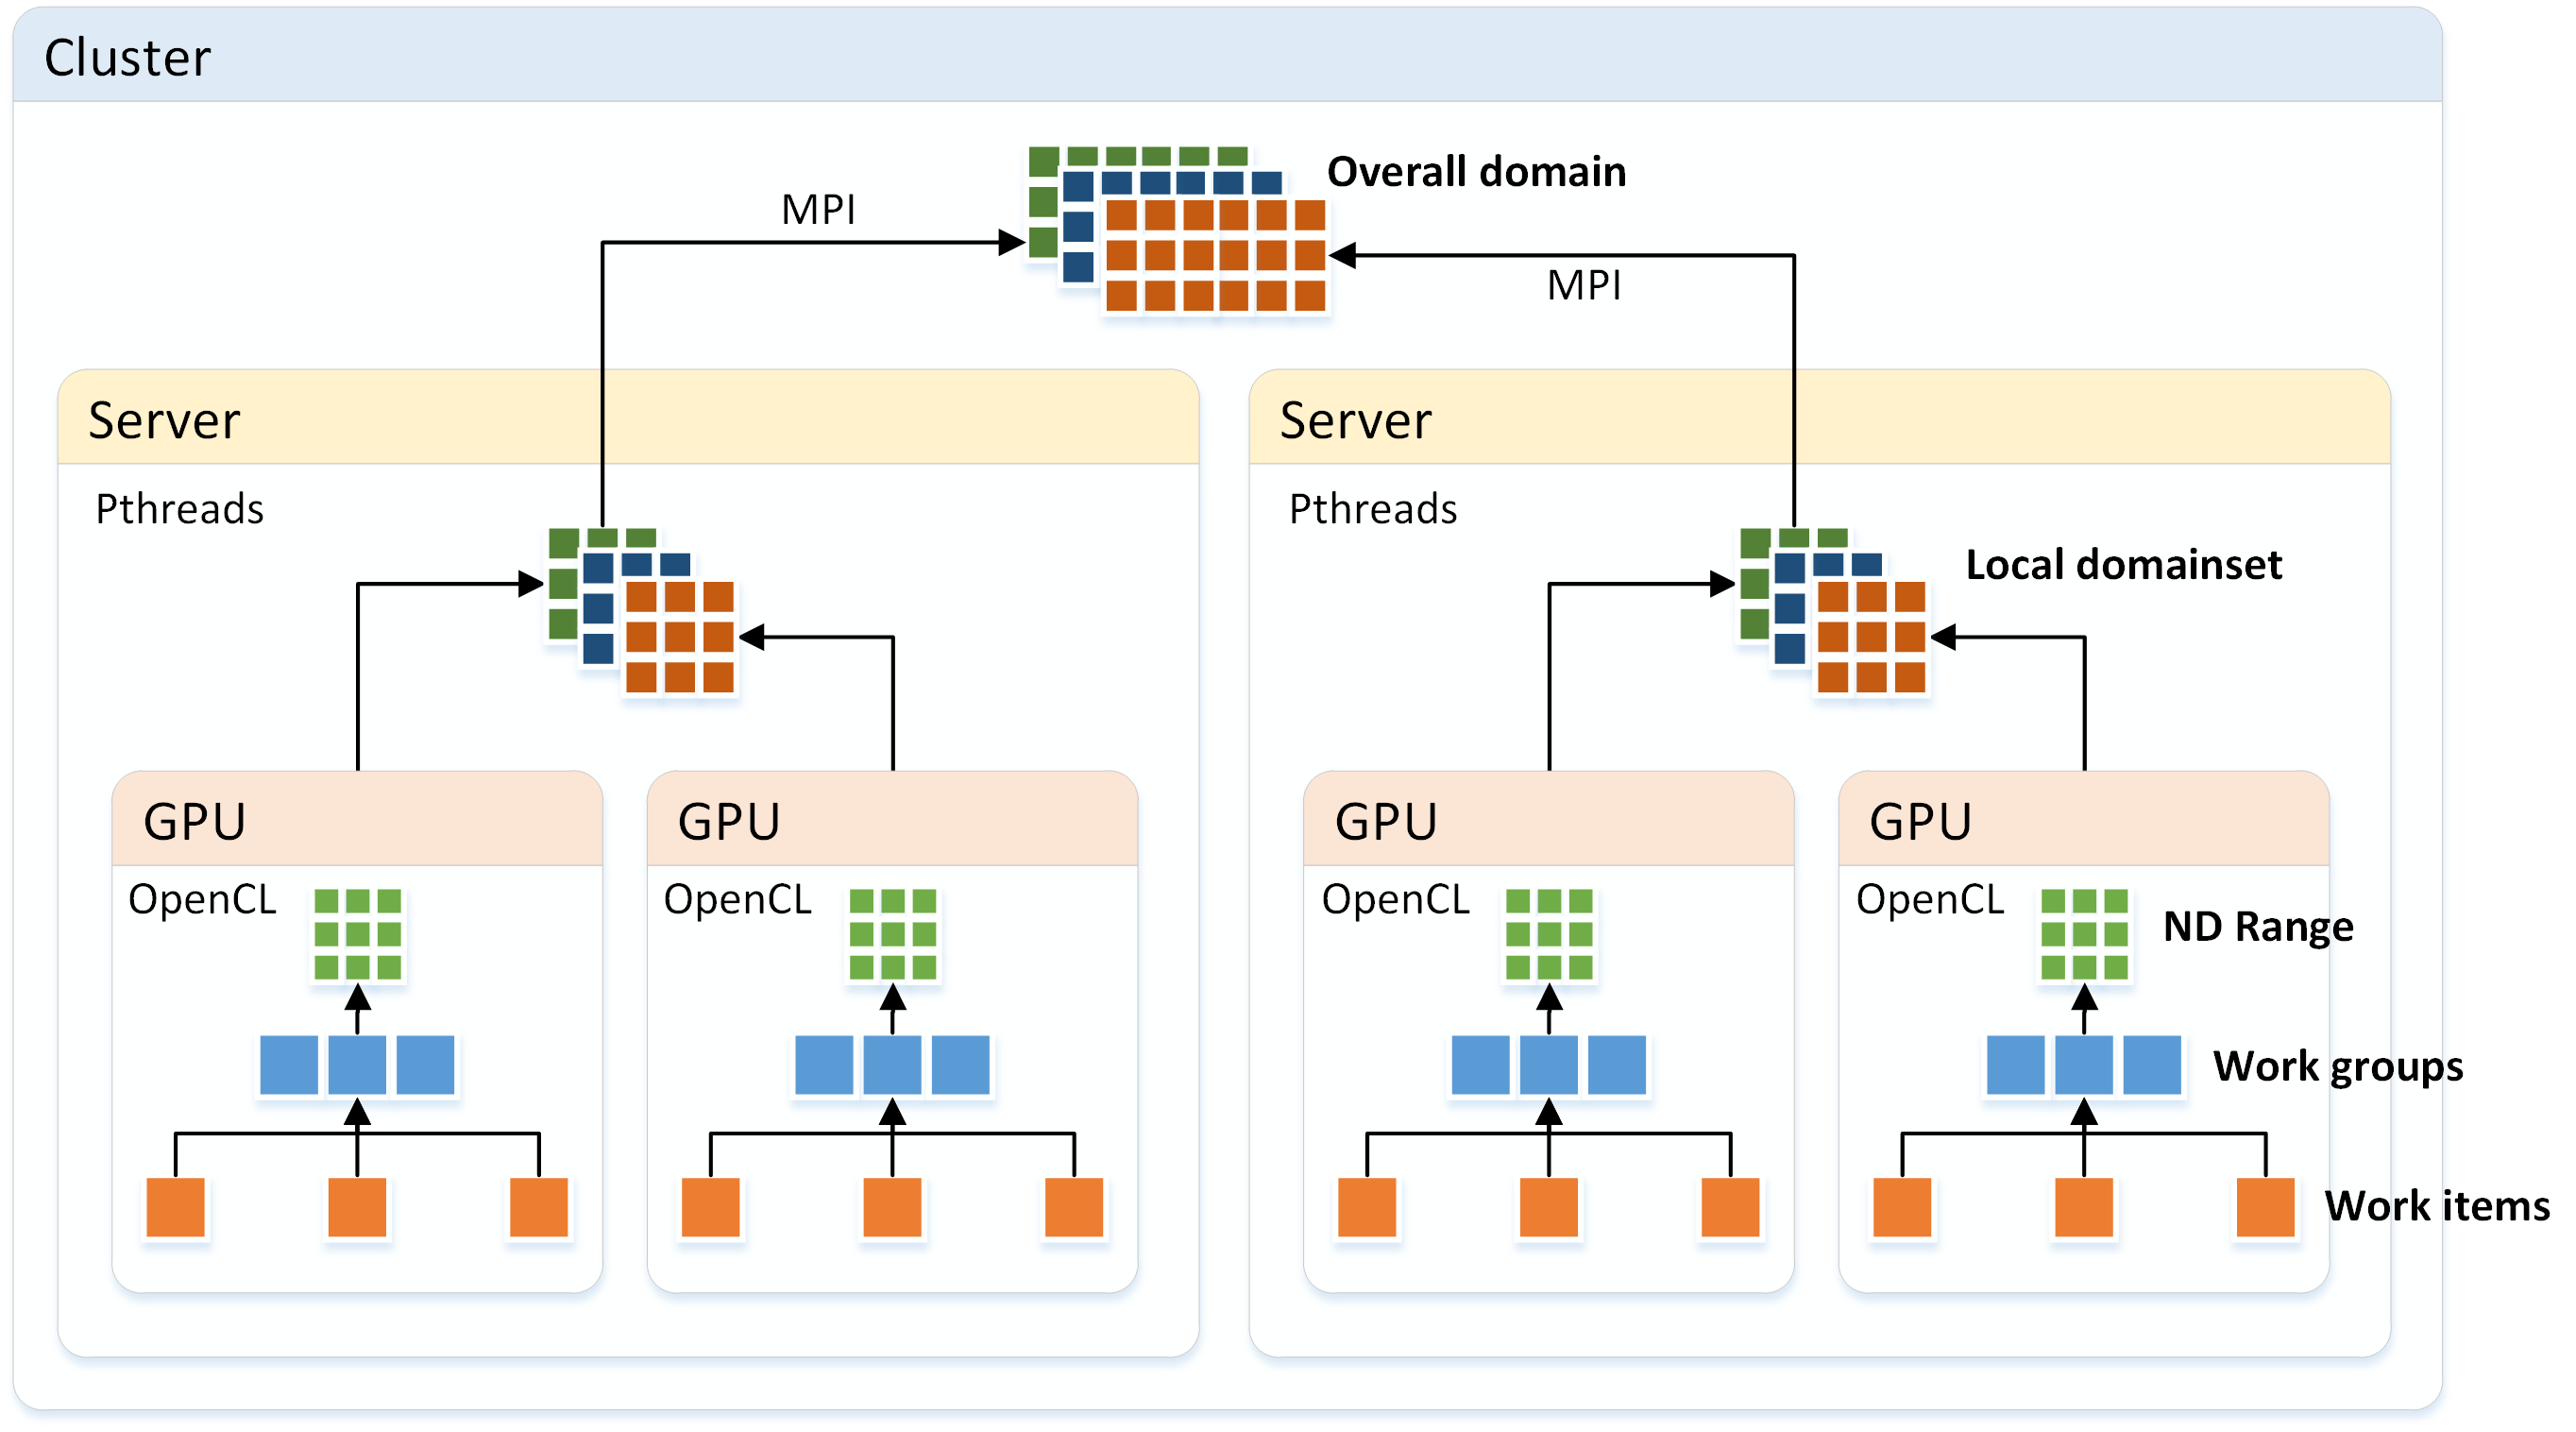 Cluster
Overall domain
MPI
MPI
Server
Server
Pthreads
Pthreads
Local domainset
GPU
GPU
GPU
GPU
OpenCL
OpenCL
OpenCL
OpenCL
ND Range
Work groups
Work items